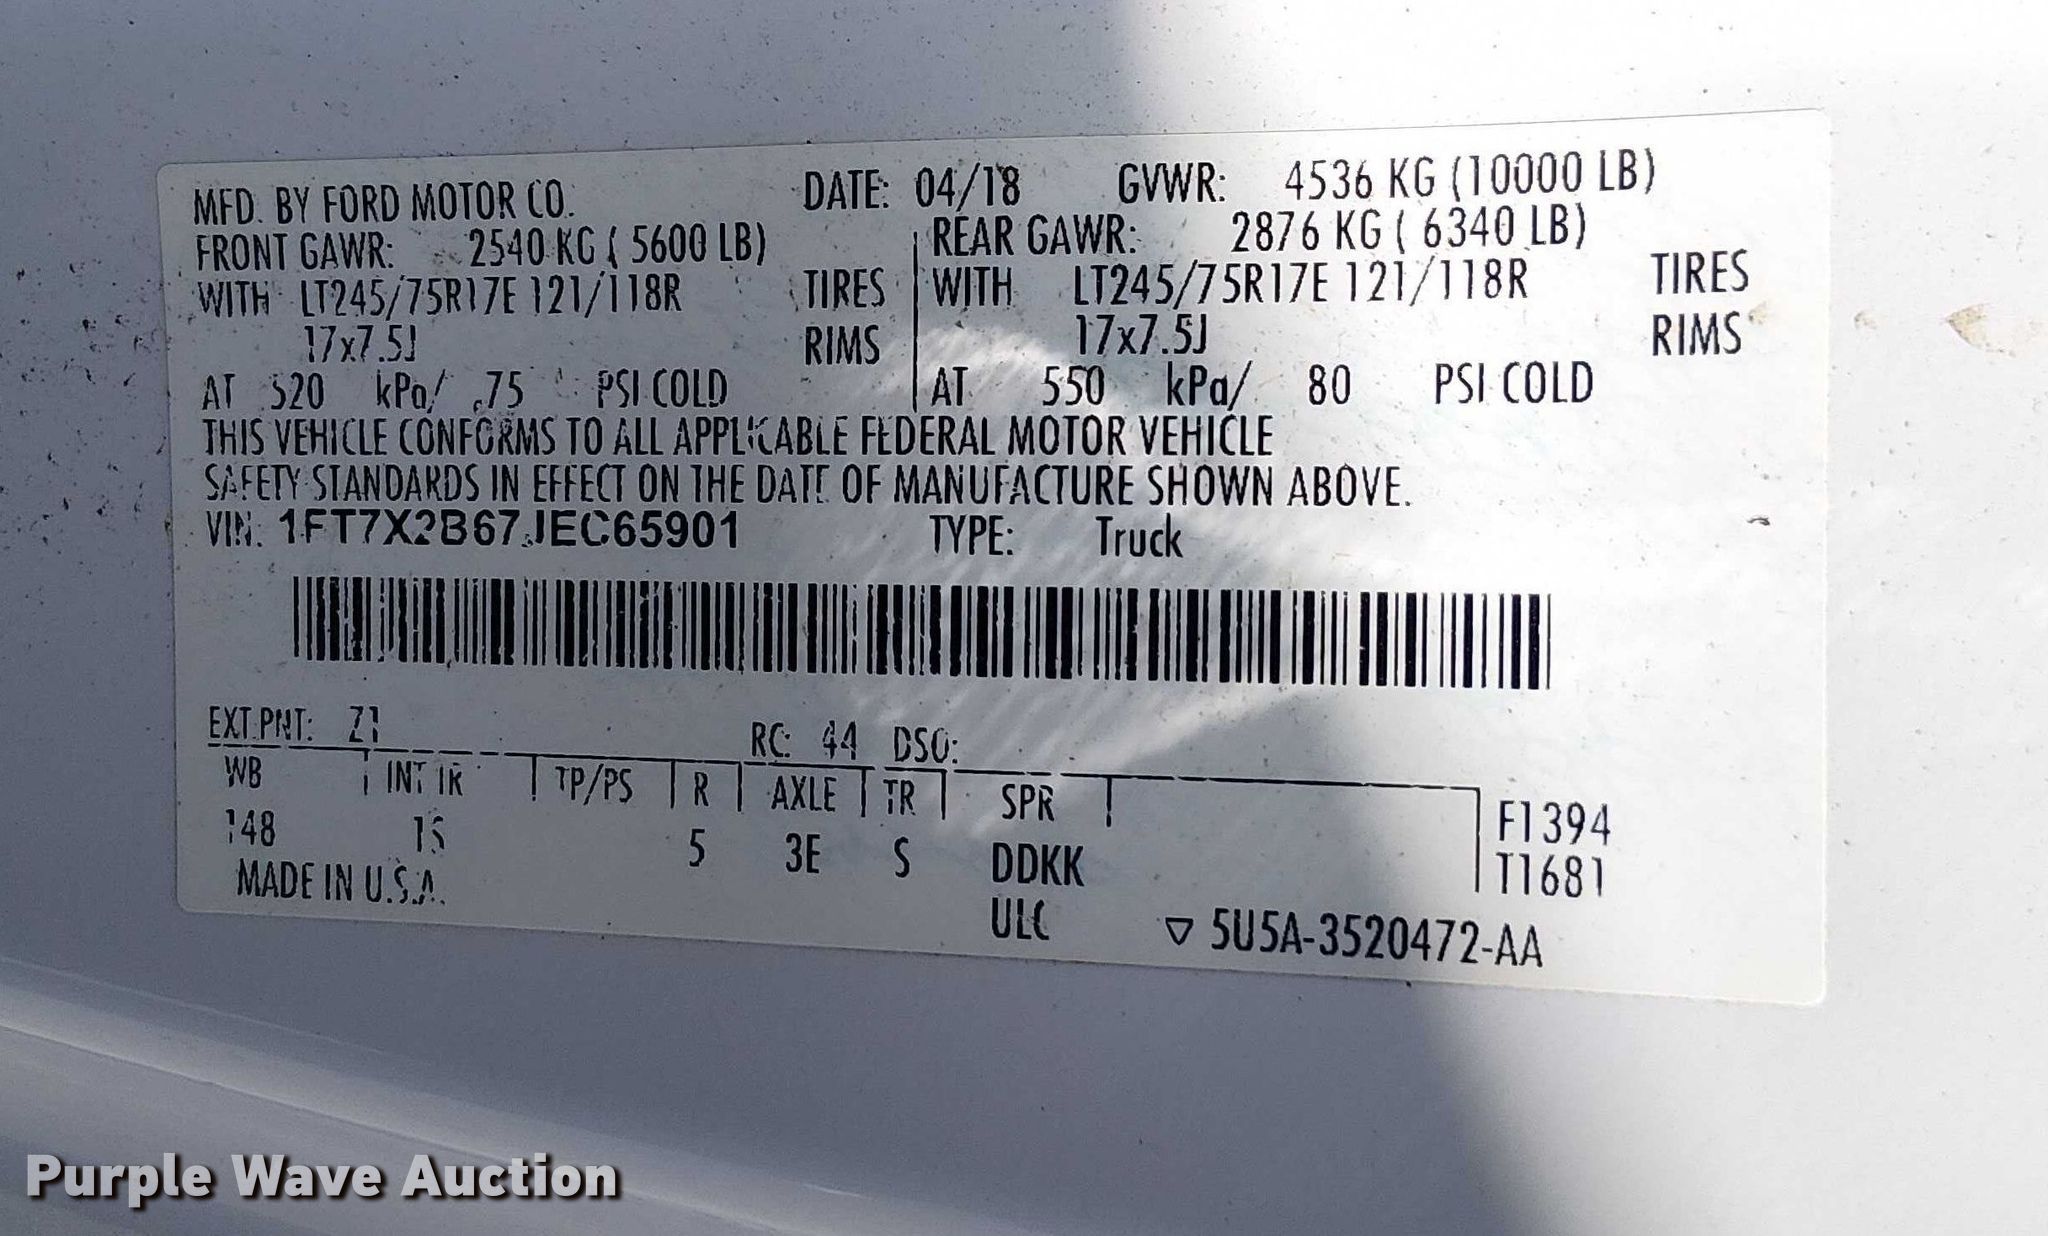 MFD. BY FORD MOTOR CO. DATE: 04/18 GVWR: 4536 KG (10000 LB)
FRONT GAWR: 2540 KG ( 5600 LB) REAR GAWR: 2876 KG ( 6340 LB)
WITH LT245/75R17E 121/118R TIRES WITH LT245/75R17E 121/118R TIRES
17x7.5J RIMS 17x7.5J RIMS
AT 520 kPa/ 75 PSI COLD AT 550 kPa/ 80 PSI COLD
THIS VEHICLE CONFORMS TO ALL APPLICABLE FEDERAL MOTOR VEHICLE
SAFETY STANDARDS IN EFFECT ON THE DATE OF MANUFACTURE SHOWN ABOVE.
VIN: 1FT7X2B67JEC65901 TYPE: Truck
EXT PNT: Z1 RC: 44 DSO:
WB INT TR TP/PS R AXLE TR SPR F1394
148 1S 5 3E S DDKK T1681
MADE IN U.S.A. ULC ▽ 5U5A-3520472-AA
Purple Wave Auction